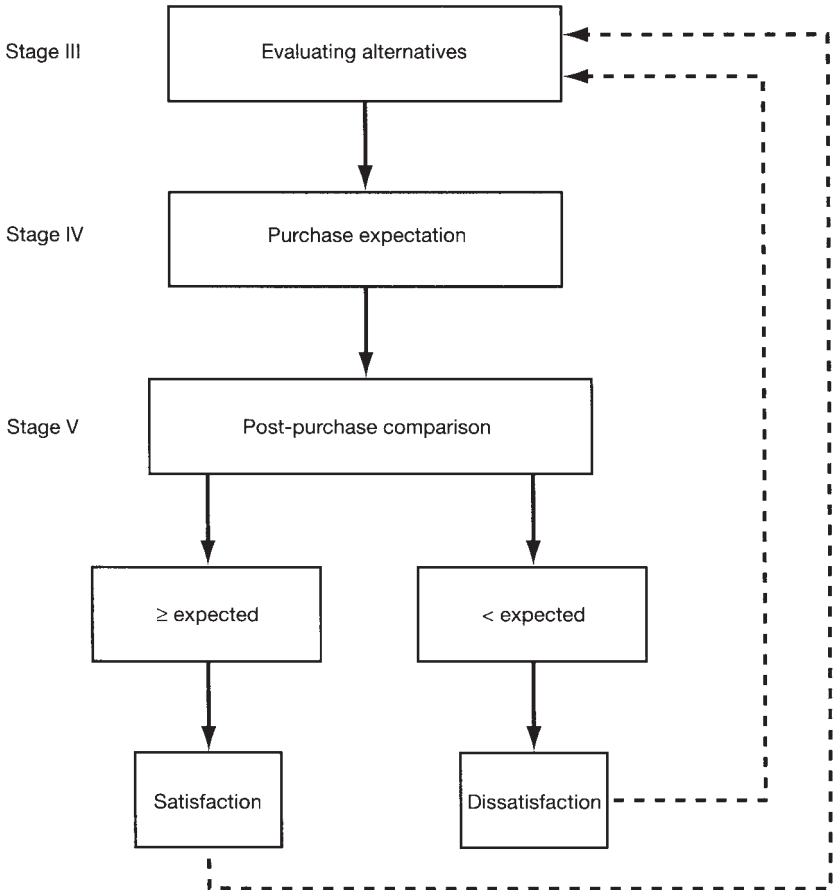 Stage III
Evaluating alternatives
Stage IV
Purchase expectation
Stage V
Post-purchase comparison
≥ expected
< expected
Satisfaction
Dissatisfaction